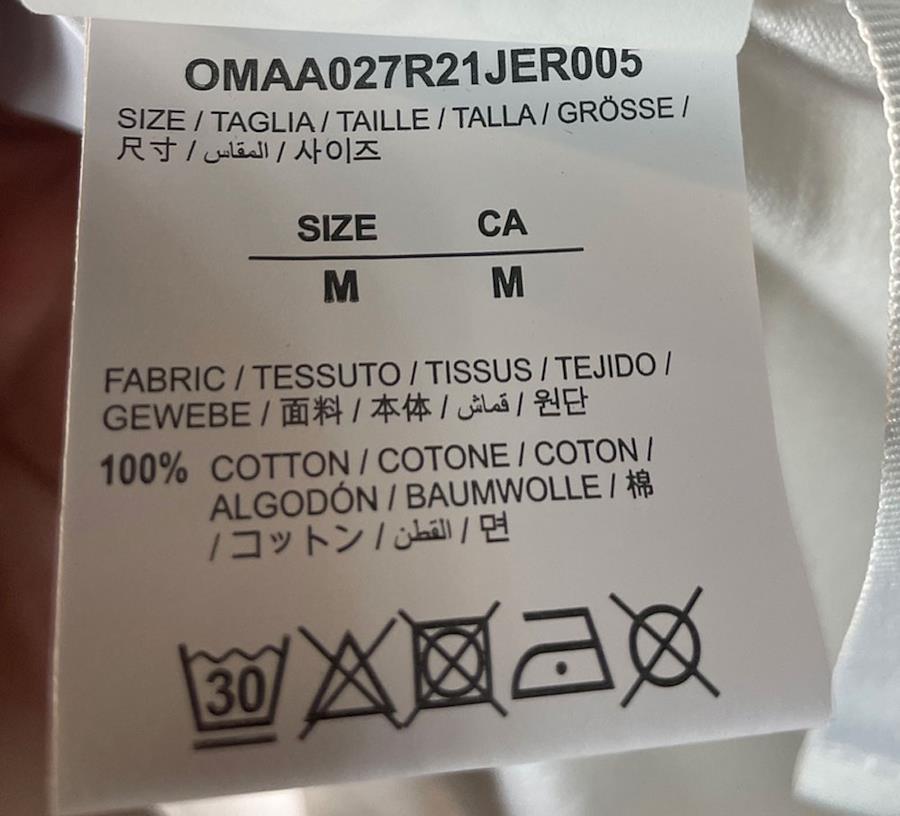 OMAA027R21JER005
SIZE / TAGLIA / TAILLE / TALLA / GRÖSSE /
尺寸 / المقاس / 사이즈
SIZE CA
M M
FABRIC / TESSUTO / TISSUS / TEJIDO /
GEWEBE / 面料 / 本体 / قماش / 원단
100% COTTON / COTONE / COTON /
ALGODÓN / BAUMWOLLE / 棉
/ コットン / القطن / 면
30